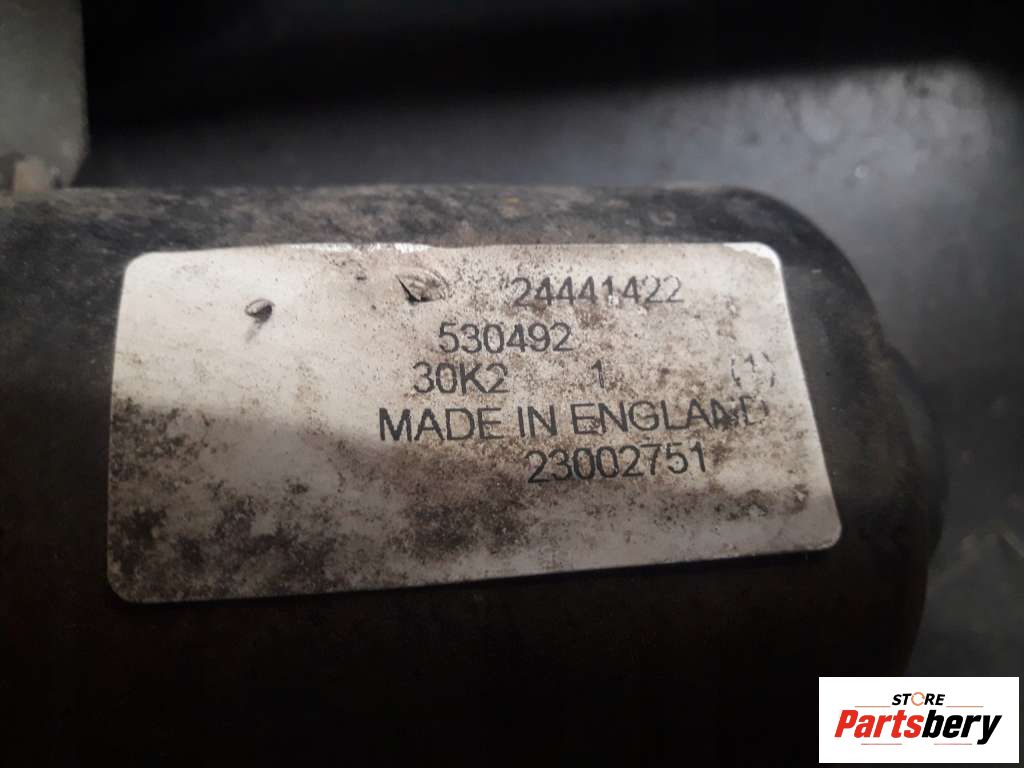 24441422
530492
30K2 1 (1)
MADE IN ENGLAND
23002751
STORE
Partsbery